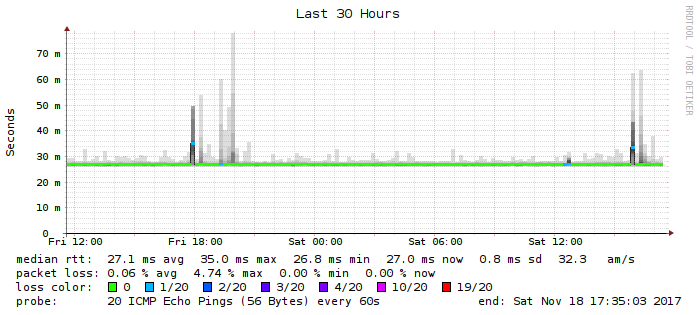 Last 30 Hours
RRDTOOL / TOBI OETIKER
Seconds
70 m
60 m
50 m
40 m
30 m
20 m
10 m
0
Fri 12:00 Fri 18:00 Sat 00:00 Sat 06:00 Sat 12:00
median rtt: 27.1 ms avg 35.0 ms max 26.8 ms min 27.0 ms now 0.8 ms sd 32.3 am/s
packet loss: 0.06 % avg 4.74 % max 0.00 % min 0.00 % now
loss color: 0 1/20 2/20 3/20 4/20 10/20 19/20
probe: 20 ICMP Echo Pings (56 Bytes) every 60s end: Sat Nov 18 17:35:03 2017